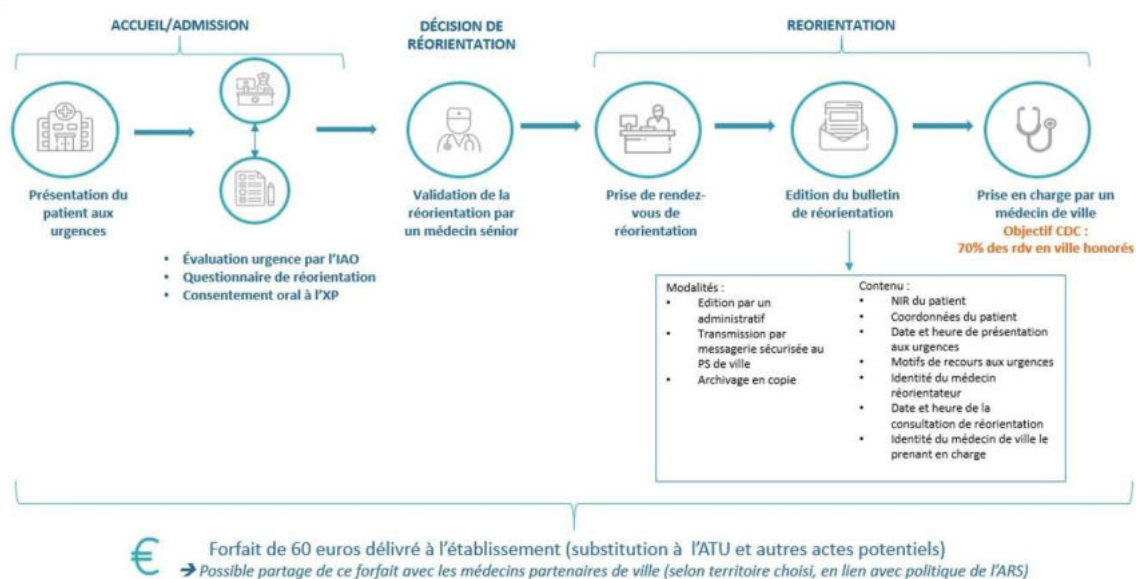 ACCUEIL/ADMISSION
DÉCISION DE
RÉORIENTATION
REORIENTATION
Présentation du
patient aux
urgences
• Évaluation urgence par l'IAO
• Questionnaire de réorientation
• Consentement oral à l'XP
Validation de la
réorientation par
un médecin sénior
Prise de rendez-
vous de
réorientation
Edition du bulletin
de réorientation
Prise en charge par un
médecin de ville
Objectif CDC :
70% des rdv en ville honorés
Modalités :
• Edition par un
administratif
• Transmission par
messagerie sécurisée au
PS de ville
• Archivage en copie
Contenu :
• NIR du patient
• Coordonnées du patient
• Date et heure de présentation
aux urgences
• Motifs de recours aux urgences
• Identité du médecin
réorientateur
• Date et heure de la
consultation de réorientation
• Identité du médecin de ville le
prenant en charge
€ Forfait de 60 euros délivré à l'établissement (substitution à l'ATU et autres actes potentiels)
➔ Possible partage de ce forfait avec les médecins partenaires de ville (selon territoire choisi, en lien avec politique de l'ARS)